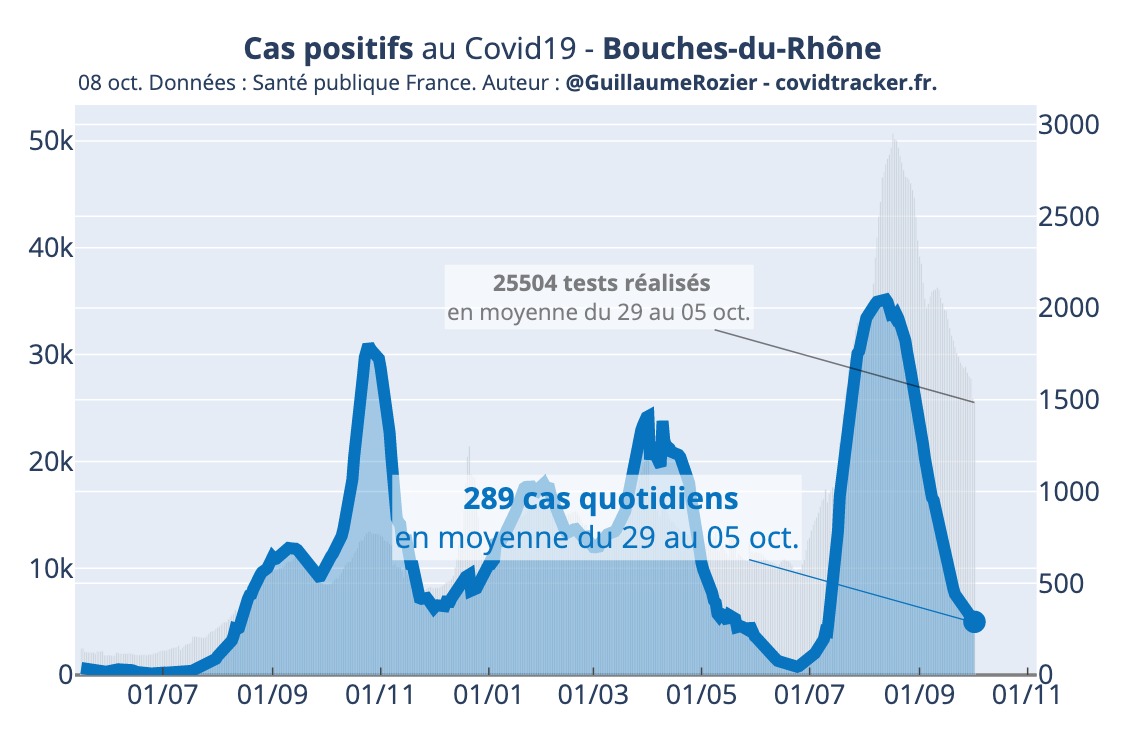 Cas positifs au Covid19 - Bouches-du-Rhône
08 oct. Données : Santé publique France. Auteur : @GuillaumeRozier - covidtracker.fr.
50k
40k
30k
20k
10k
0
3000
2500
2000
1500
1000
500
0
25504 tests réalisés
en moyenne du 29 au 05 oct.
289 cas quotidiens
en moyenne du 29 au 05 oct.
01/07 01/09 01/11 01/01 01/03 01/05 01/07 01/09 01/11